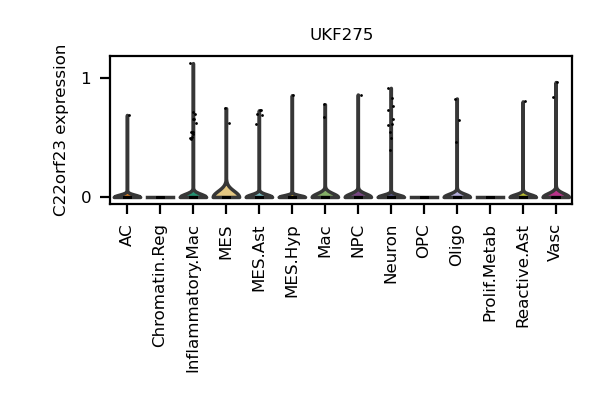 UKF275
C22orf23 expression
1
0
AC
Chromatin.Reg
Inflammatory.Mac
MES
MES.Ast
MES.Hyp
Mac
NPC
Neuron
OPC
Oligo
Prolif.Metab
Reactive.Ast
Vasc